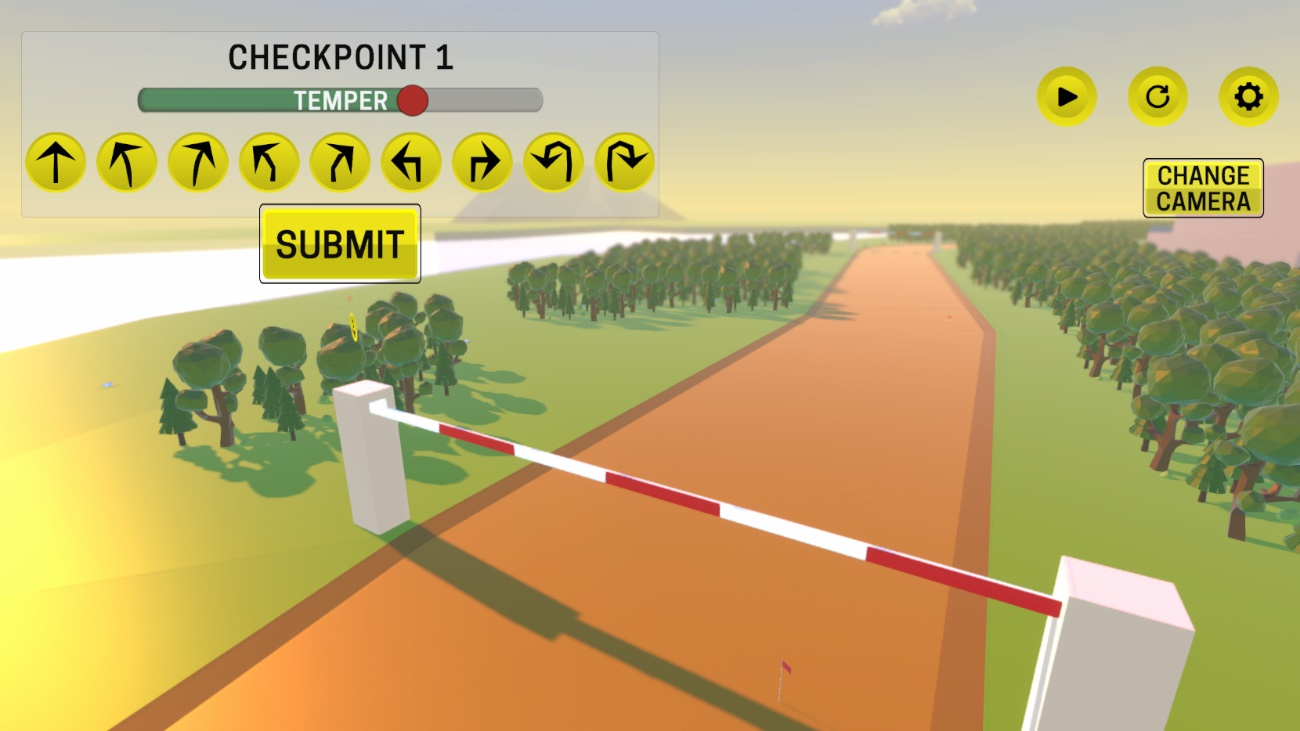 CHECKPOINT 1
TEMPER
SUBMIT
CHANGE
CAMERA